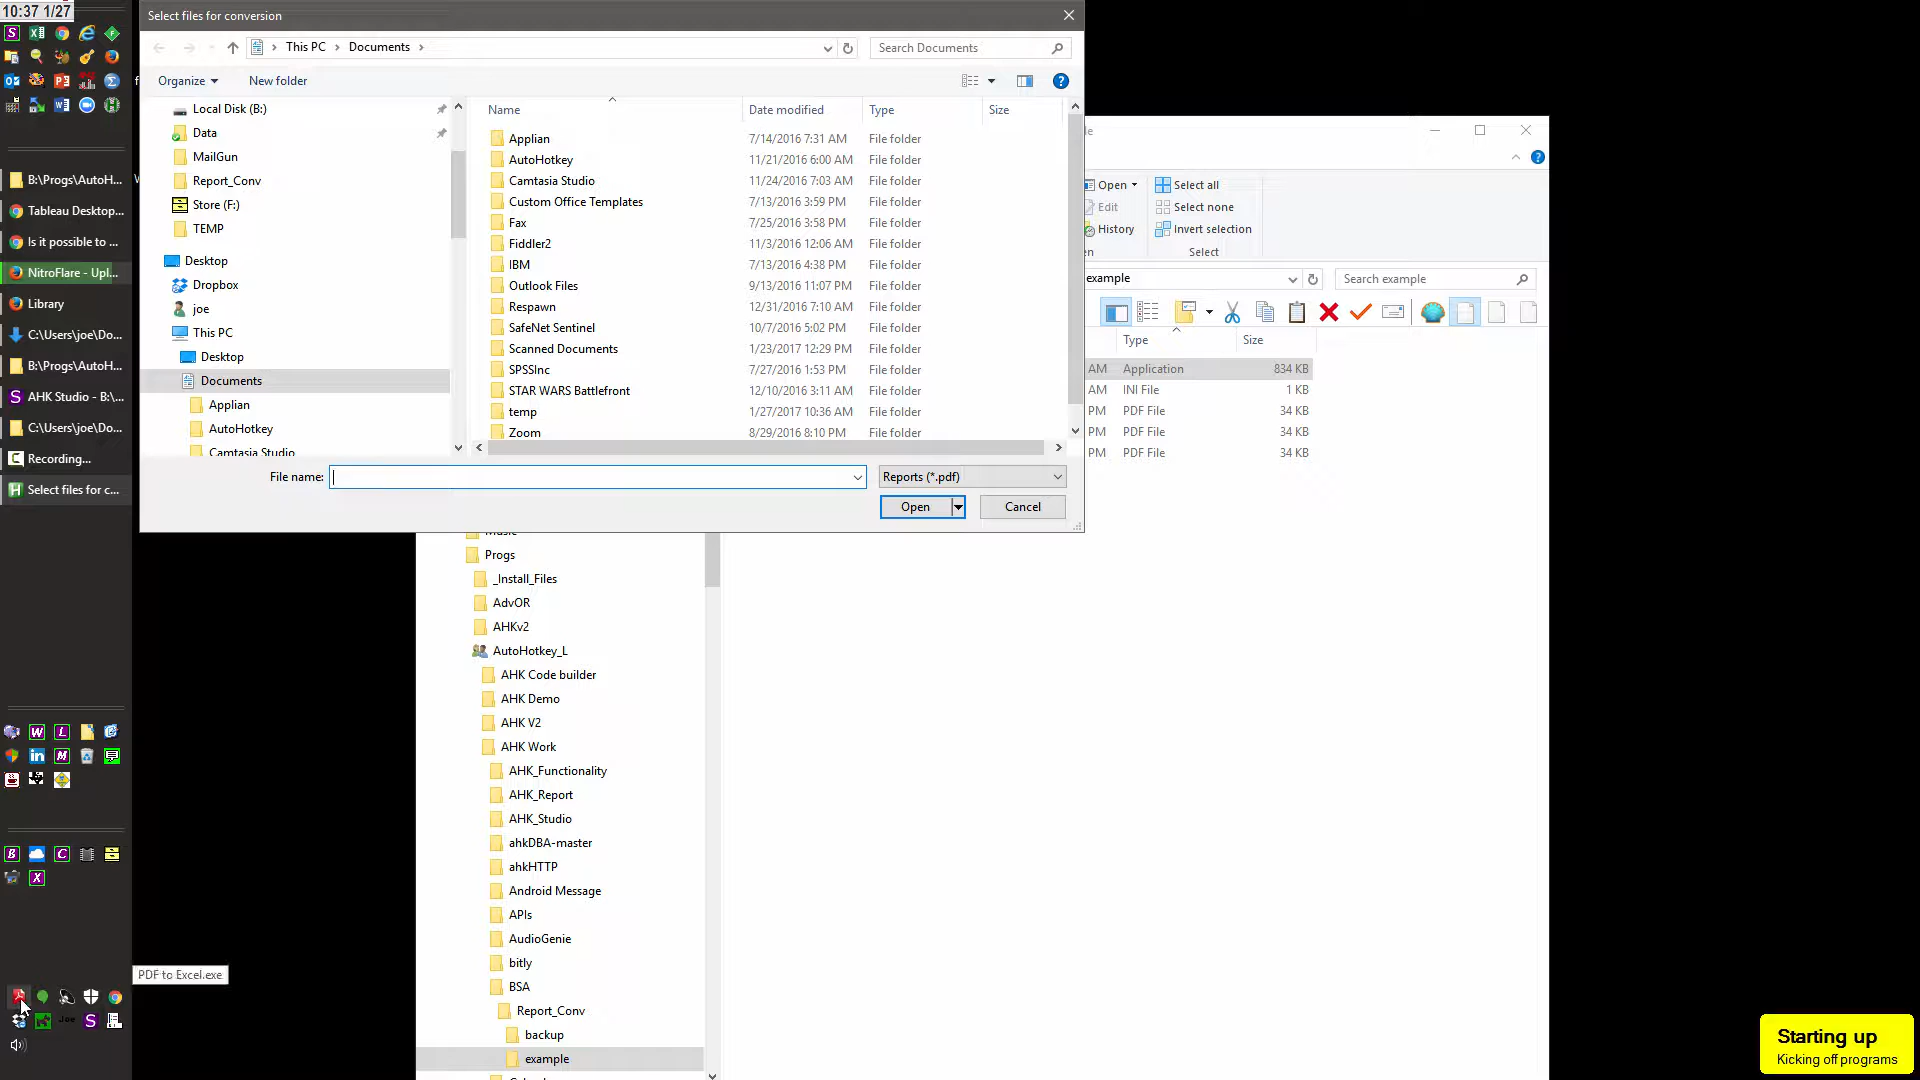 10:37 1/27
Select files for conversion
This PC
Documents
Search Documents
Organize
New folder
Local Disk (B:)
Data
MailGun
Report_Conv
Store (F:)
TEMP
Desktop
Dropbox
joe
This PC
Desktop
Documents
Applian
AutoHotkey
Camtasia Studio
Name
Date modified
Type
Size
Applian 7/14/2016 7:31 AM File folder
AutoHotkey 11/21/2016 6:00 AM File folder
Camtasia Studio 11/24/2016 7:03 AM File folder
Custom Office Templates 7/13/2016 3:59 PM File folder
Fax 7/25/2016 3:58 PM File folder
Fiddler2 11/3/2016 12:06 AM File folder
IBM 7/13/2016 4:38 PM File folder
Outlook Files 9/13/2016 11:07 PM File folder
Respawn 12/31/2016 7:10 AM File folder
SafeNet Sentinel 10/7/2016 5:02 PM File folder
Scanned Documents 1/23/2017 12:29 PM File folder
SPSSInc 7/27/2016 1:53 PM File folder
STAR WARS Battlefront 12/10/2016 3:11 AM File folder
temp 1/27/2017 10:36 AM File folder
Zoom 8/29/2016 8:10 PM File folder
File name:
Reports (*.pdf)
Open
Cancel
B:\Progs\AutoH...
Tableau Desktop...
Is it possible to ...
NitroFlare - Upl...
Library
C:\Users\joe\Do...
B:\Progs\AutoH...
AHK Studio - B:\...
C:\Users\joe\Do...
Recording...
Select files for c...
Open
Select all
Edit
Select none
History
Invert selection
Select
example
Search example
Type
Size
AM Application 834 KB
AM INI File 1 KB
PM PDF File 34 KB
PM PDF File 34 KB
PM PDF File 34 KB
Progs
_Install_Files
AdvOR
AHKv2
AutoHotkey_L
AHK Code builder
AHK Demo
AHK V2
AHK Work
AHK_Functionality
AHK_Report
AHK_Studio
ahkDBA-master
ahkHTTP
Android Message
APIs
AudioGenie
bitly
BSA
Report_Conv
backup
example
PDF to Excel.exe
Starting up
Kicking off programs